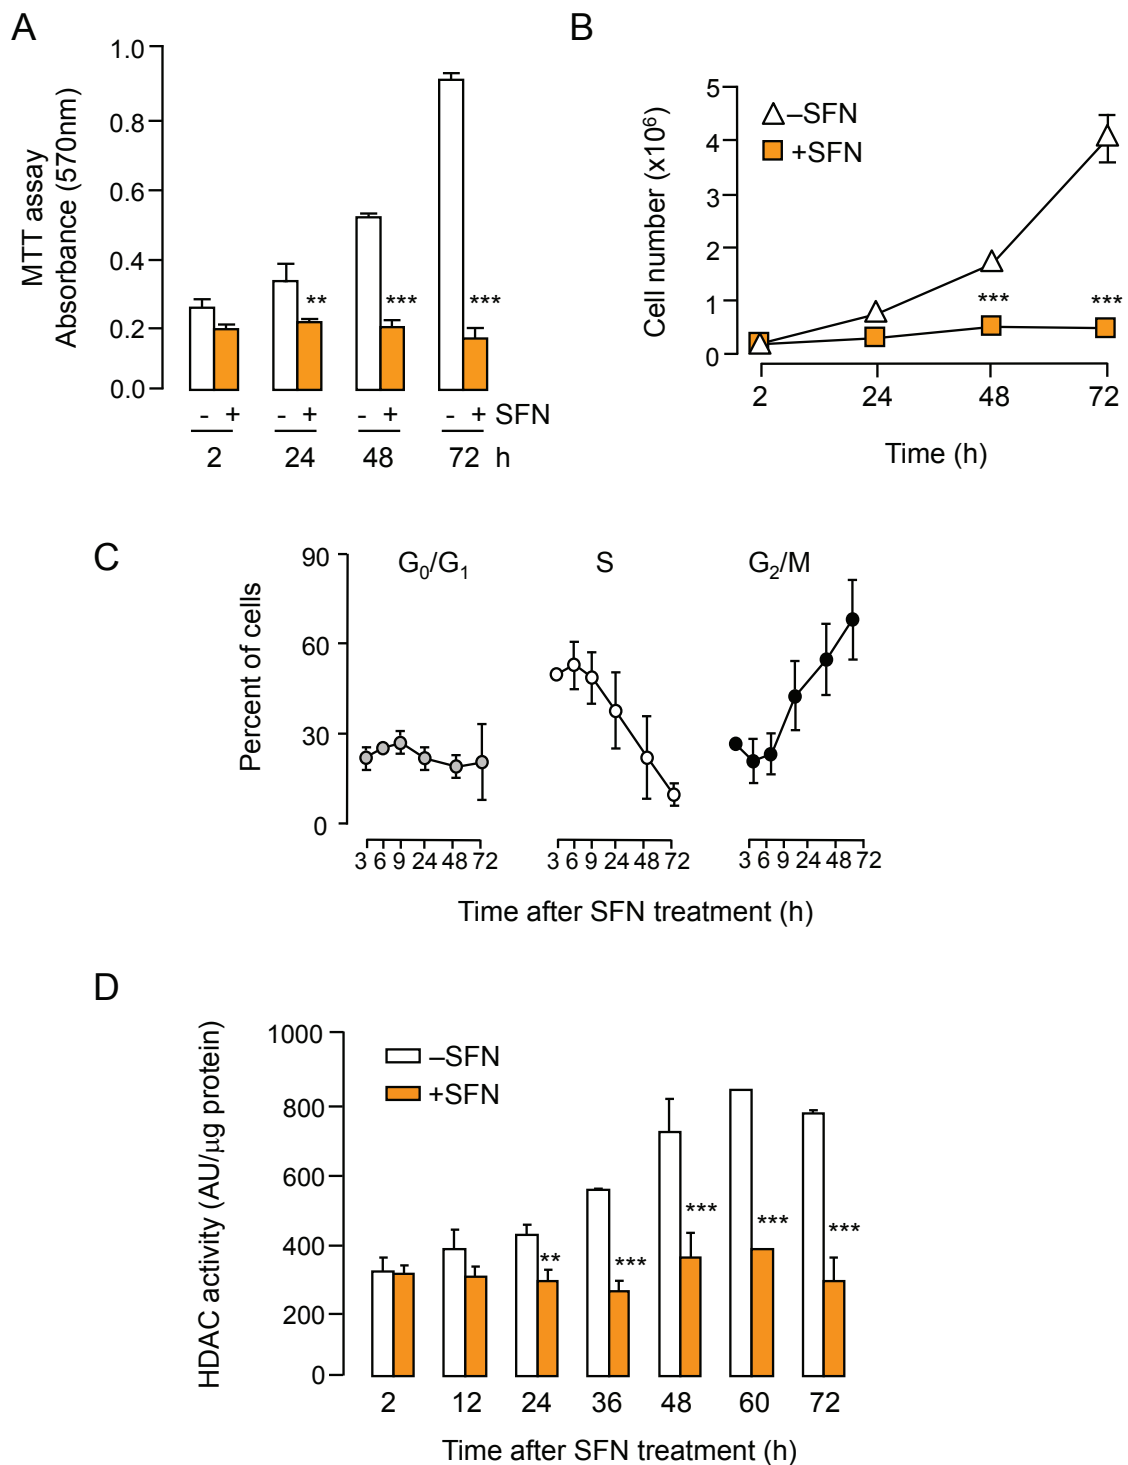 A
MTT assay
Absorbance (570nm)
1.0
0.8
0.6
0.4
0.2
0.0
** *** ***
- + - + - + - + SFN
2 24 48 72 h
B
Cell number (x10⁶)
5
4
3
2
1
0
–SFN
+SFN
*** ***
2 24 48 72
Time (h)
C
Percent of cells
90
60
30
0
G₀/G₁ S G₂/M
3 6 9 24 48 72 3 6 9 24 48 72 3 6 9 24 48 72
Time after SFN treatment (h)
D
HDAC activity (AU/µg protein)
1000
800
600
400
200
0
–SFN
+SFN
** *** *** *** ***
2 12 24 36 48 60 72
Time after SFN treatment (h)